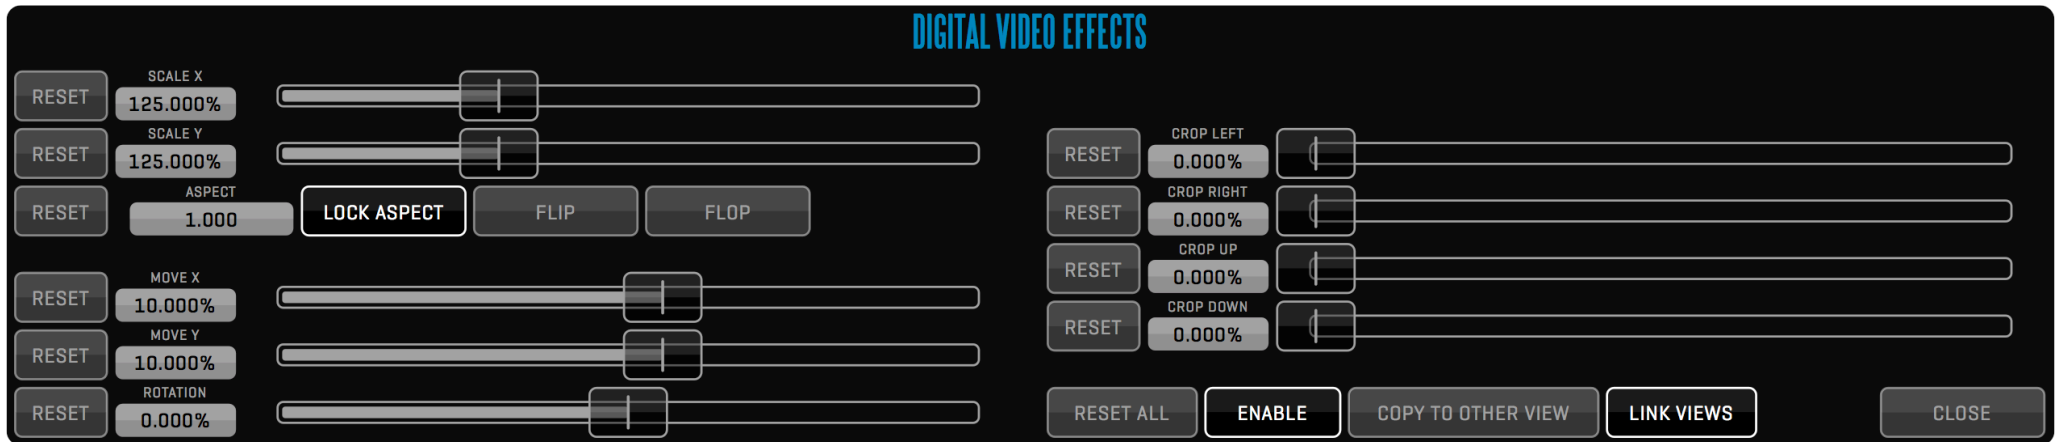 DIGITAL VIDEO EFFECTS
RESET
SCALE X
125.000%
RESET
SCALE Y
125.000%
RESET
ASPECT
1.000
LOCK ASPECT
FLIP
FLOP
RESET
MOVE X
10.000%
RESET
MOVE Y
10.000%
RESET
ROTATION
0.000%
RESET
CROP LEFT
0.000%
RESET
CROP RIGHT
0.000%
RESET
CROP UP
0.000%
RESET
CROP DOWN
0.000%
RESET ALL
ENABLE
COPY TO OTHER VIEW
LINK VIEWS
CLOSE